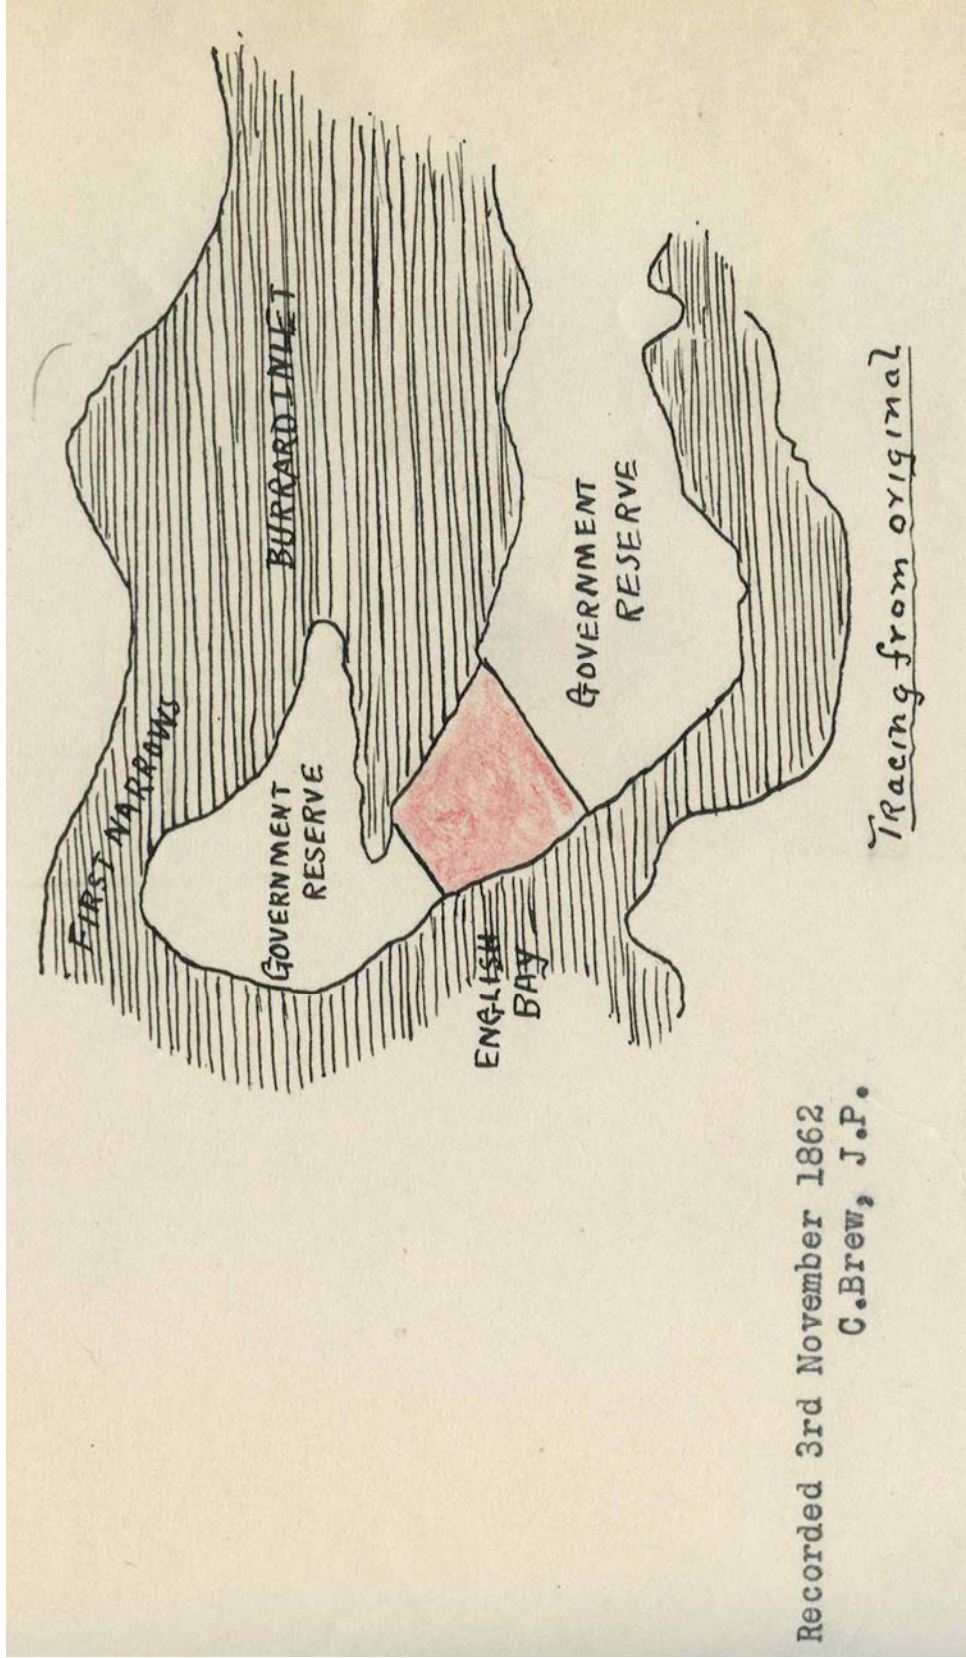 FIRST NARROWS
BURRARD INLET
GOVERNMENT
RESERVE
GOVERNMENT
RESERVE
ENGLISH
BAY
Tracing from original
Recorded 3rd November 1862
C.Brew, J.P.